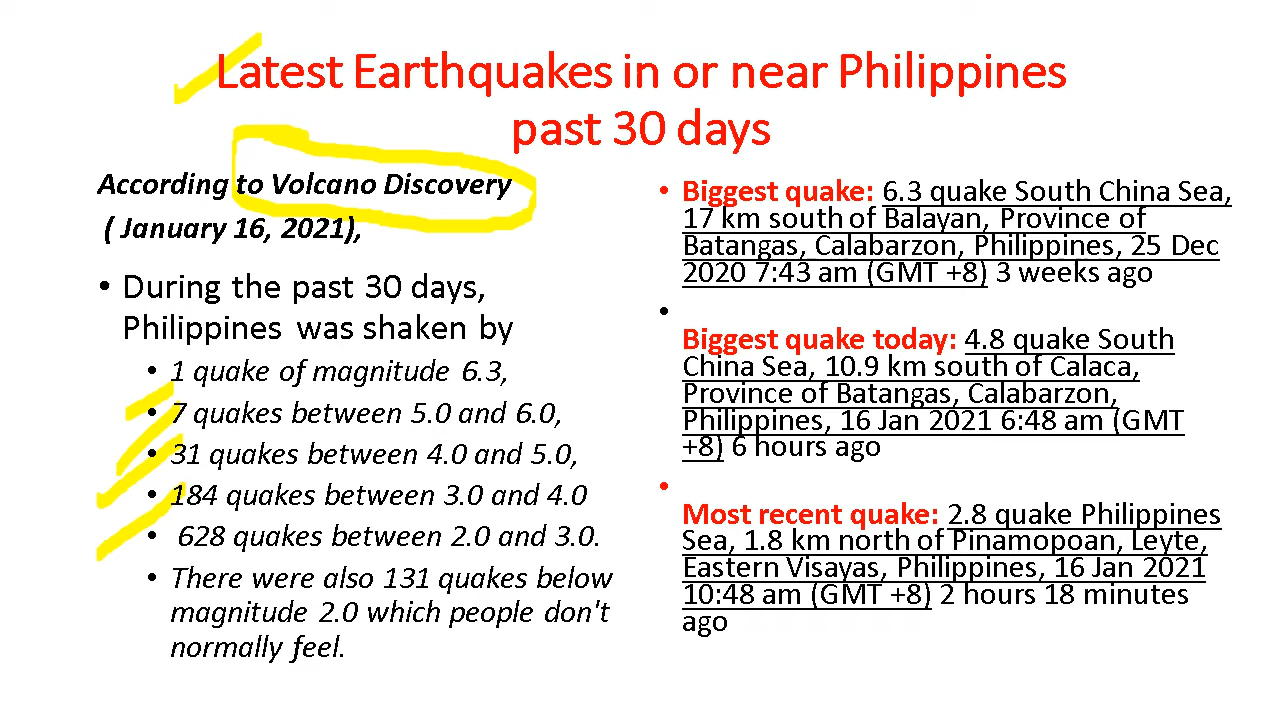 Latest Earthquakes in or near Philippines
past 30 days
According to Volcano Discovery
( January 16, 2021),
• During the past 30 days,
Philippines was shaken by
• 1 quake of magnitude 6.3,
• 7 quakes between 5.0 and 6.0,
• 31 quakes between 4.0 and 5.0,
• 184 quakes between 3.0 and 4.0
• 628 quakes between 2.0 and 3.0.
• There were also 131 quakes below
magnitude 2.0 which people don't
normally feel.
• Biggest quake: 6.3 quake South China Sea,
17 km south of Balayan, Province of
Batangas, Calabarzon, Philippines, 25 Dec
2020 7:43 am (GMT +8) 3 weeks ago
•
Biggest quake today: 4.8 quake South
China Sea, 10.9 km south of Calaca,
Province of Batangas, Calabarzon,
Philippines, 16 Jan 2021 6:48 am (GMT
+8) 6 hours ago
•
Most recent quake: 2.8 quake Philippines
Sea, 1.8 km north of Pinamopoan, Leyte,
Eastern Visayas, Philippines, 16 Jan 2021
10:48 am (GMT +8) 2 hours 18 minutes
ago